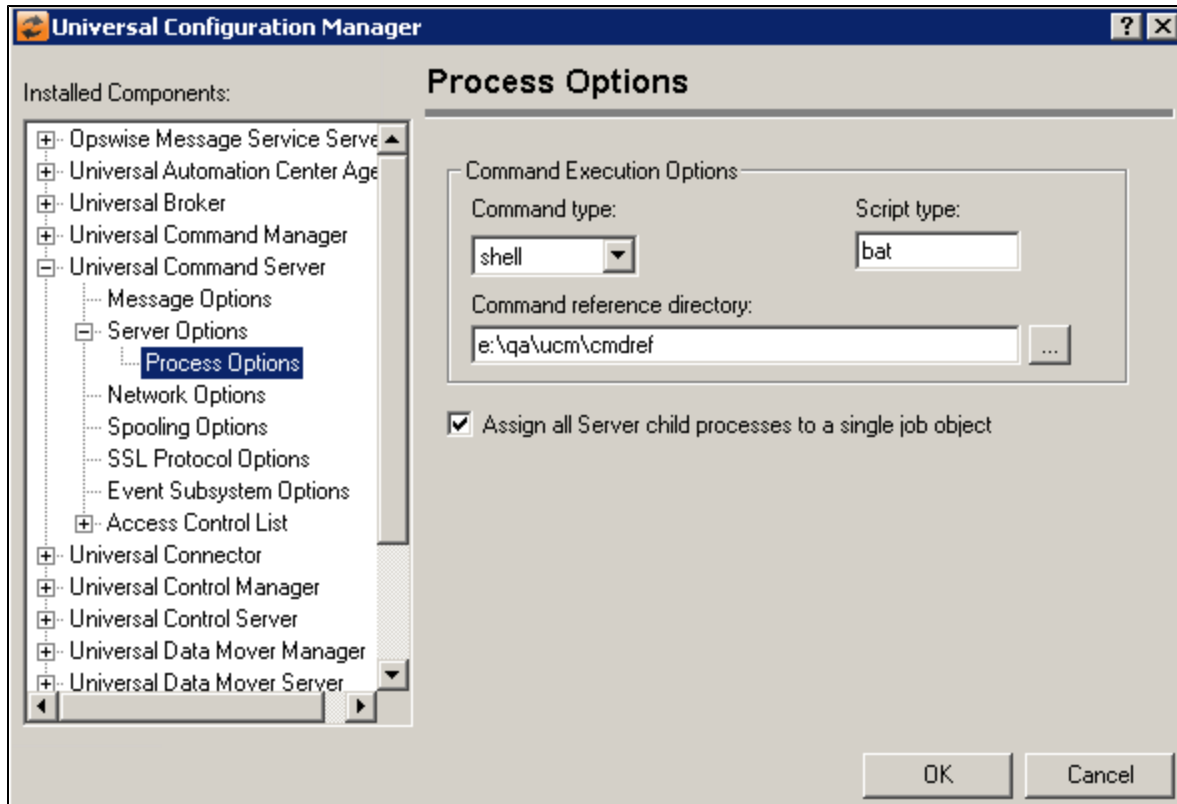 Universal Configuration Manager
Installed Components:
Opswise Message Service Serve
Universal Automation Center Age
Universal Broker
Universal Command Manager
Universal Command Server
Message Options
Server Options
Process Options
Network Options
Spooling Options
SSL Protocol Options
Event Subsystem Options
Access Control List
Universal Connector
Universal Control Manager
Universal Control Server
Universal Data Mover Manager
Universal Data Mover Server
Process Options
Command Execution Options
Command type:
Script type:
shell
bat
Command reference directory:
e:\qa\ucm\cmdref
...
Assign all Server child processes to a single job object
OK
Cancel